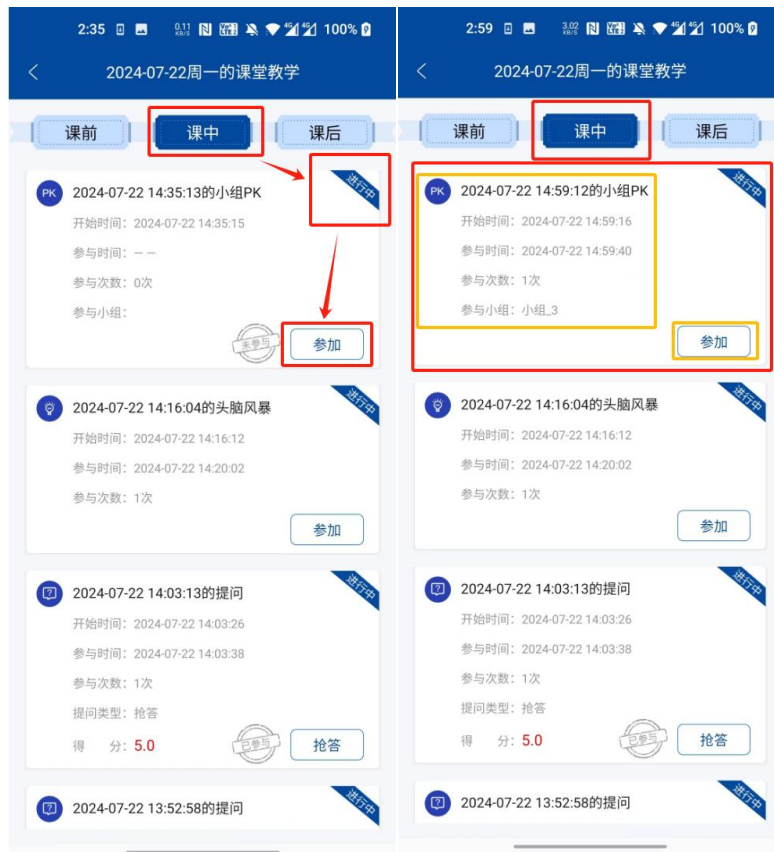 2:35 0.11 KB/S 100%
2024-07-22周一的课堂教学
课前 课中 课后
PK 2024-07-22 14:35:13的小组PK 进行中
开始时间：2024-07-22 14:35:15
参与时间：– –
参与次数：0次
参与小组：
未参与 参加
2024-07-22 14:16:04的头脑风暴 进行中
开始时间：2024-07-22 14:16:12
参与时间：2024-07-22 14:20:02
参与次数：1次
参加
2024-07-22 14:03:13的提问 进行中
开始时间：2024-07-22 14:03:26
参与时间：2024-07-22 14:03:38
参与次数：1次
提问类型：抢答
得 分：5.0 已参与 抢答
2024-07-22 13:52:58的提问 进行中
2:59 3.02 KB/S 100%
2024-07-22周一的课堂教学
课前 课中 课后
PK 2024-07-22 14:59:12的小组PK 进行中
开始时间：2024-07-22 14:59:16
参与时间：2024-07-22 14:59:40
参与次数：1次
参与小组：小组_3
参加
2024-07-22 14:16:04的头脑风暴 进行中
开始时间：2024-07-22 14:16:12
参与时间：2024-07-22 14:20:02
参与次数：1次
参加
2024-07-22 14:03:13的提问 进行中
开始时间：2024-07-22 14:03:26
参与时间：2024-07-22 14:03:38
参与次数：1次
提问类型：抢答
得 分：5.0 已参与 抢答
2024-07-22 13:52:58的提问 进行中